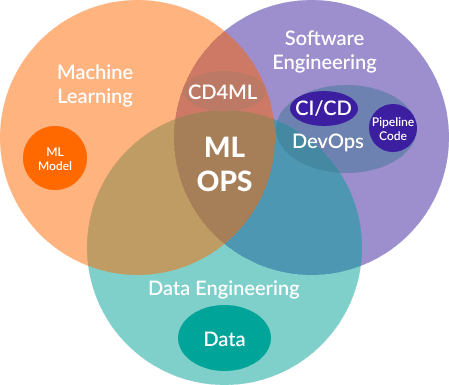 Machine
Learning
Software
Engineering
CD4ML
CI/CD
Pipeline
Code
DevOps
ML
Model
ML
OPS
Data Engineering
Data